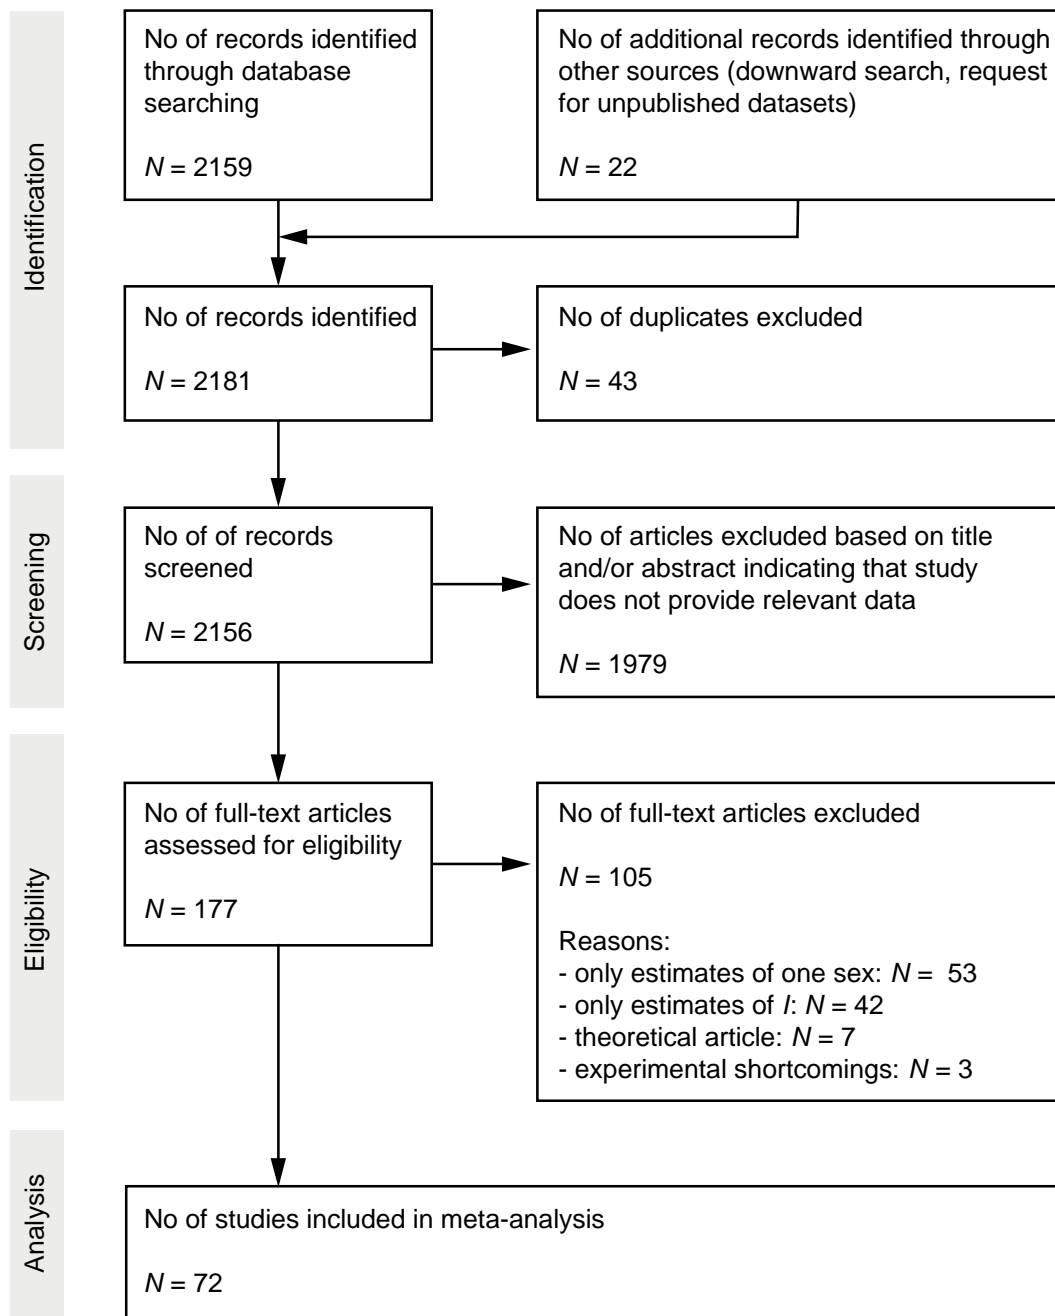 Identification
No of records identified
through database
searching
N = 2159
No of additional records identified through
other sources (downward search, request
for unpublished datasets)
N = 22
No of records identified
N = 2181
No of duplicates excluded
N = 43
Screening
No of of records
screened
N = 2156
No of articles excluded based on title
and/or abstract indicating that study
does not provide relevant data
N = 1979
Eligibility
No of full-text articles
assessed for eligibility
N = 177
No of full-text articles excluded
N = 105
Reasons:
- only estimates of one sex: N = 53
- only estimates of I: N = 42
- theoretical article: N = 7
- experimental shortcomings: N = 3
Analysis
No of studies included in meta-analysis
N = 72